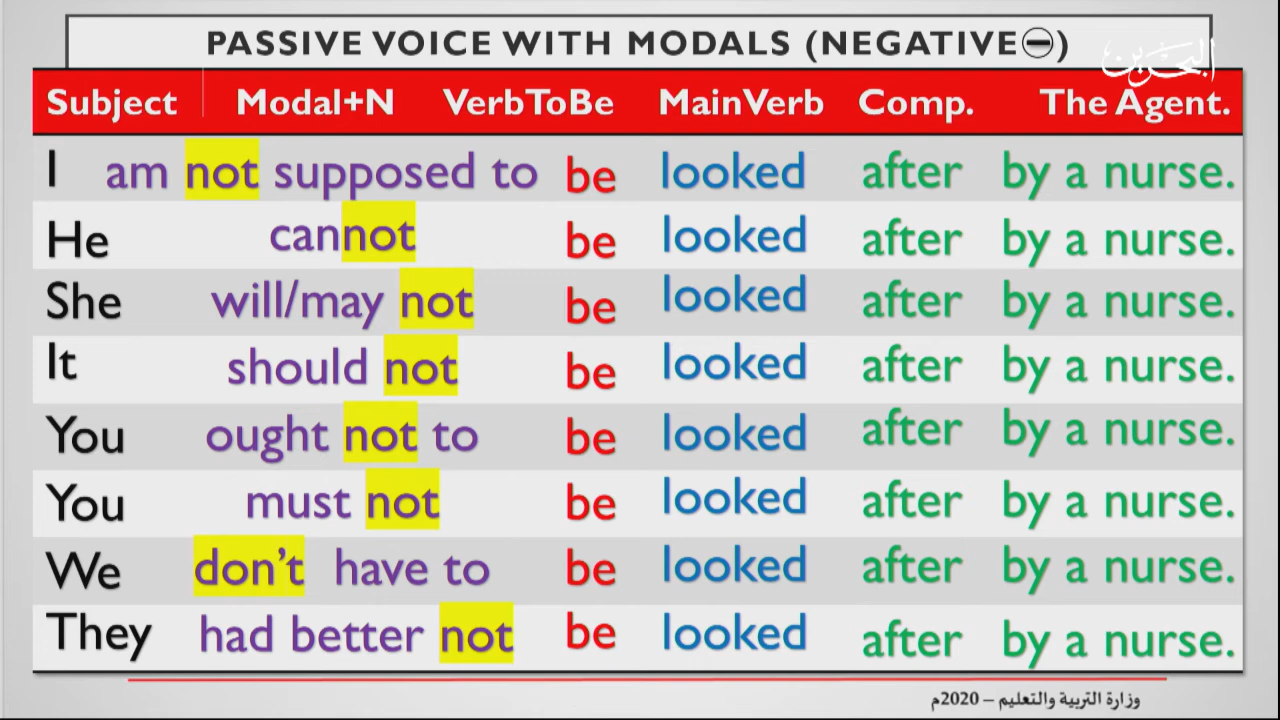 PASSIVE VOICE WITH MODALS (NEGATIVE⊖)
البحرين
Subject Modal+N VerbToBe MainVerb Comp. The Agent.
I am not supposed to be looked after by a nurse.
He cannot be looked after by a nurse.
She will/may not be looked after by a nurse.
It should not be looked after by a nurse.
You ought not to be looked after by a nurse.
You must not be looked after by a nurse.
We don't have to be looked after by a nurse.
They had better not be looked after by a nurse.
وزارة التربية والتعليم – 2020م